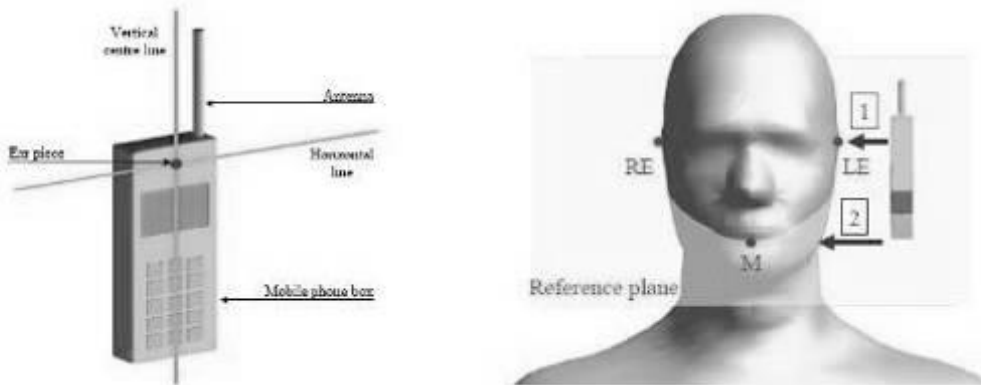 Vertical
centre line
Antenna
Ear piece
Horizontal
line
Mobile phone box
1
RE
LE
2
M
Reference plane